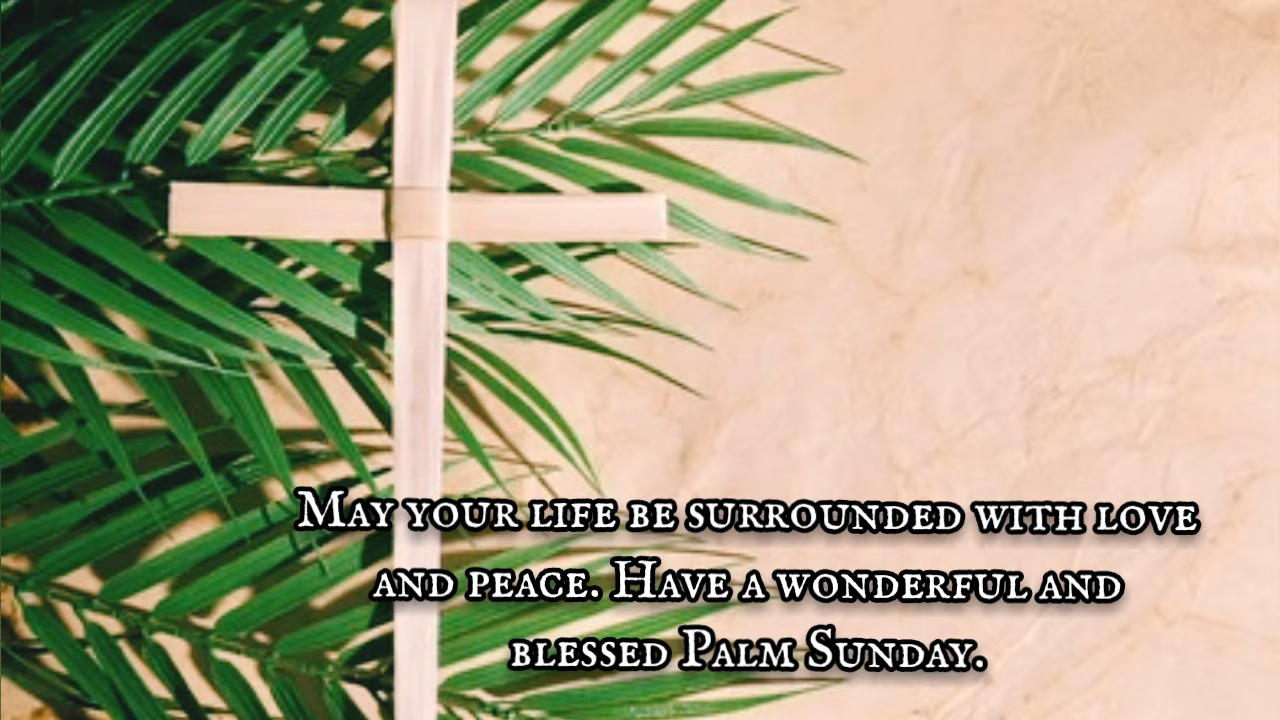 May your life be surrounded with love
and peace. Have a wonderful and
blessed Palm Sunday.